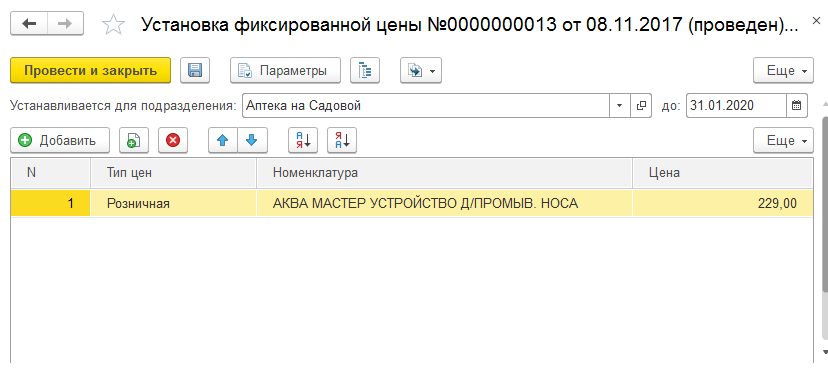 Установка фиксированной цены №0000000013 от 08.11.2017 (проведен)...
Провести и закрыть Параметры Еще
Устанавливается для подразделения: Аптека на Садовой до: 31.01.2020
Добавить Еще
N Тип цен Номенклатура Цена
1 Розничная АКВА МАСТЕР УСТРОЙСТВО Д/ПРОМЫВ. НОСА 229,00